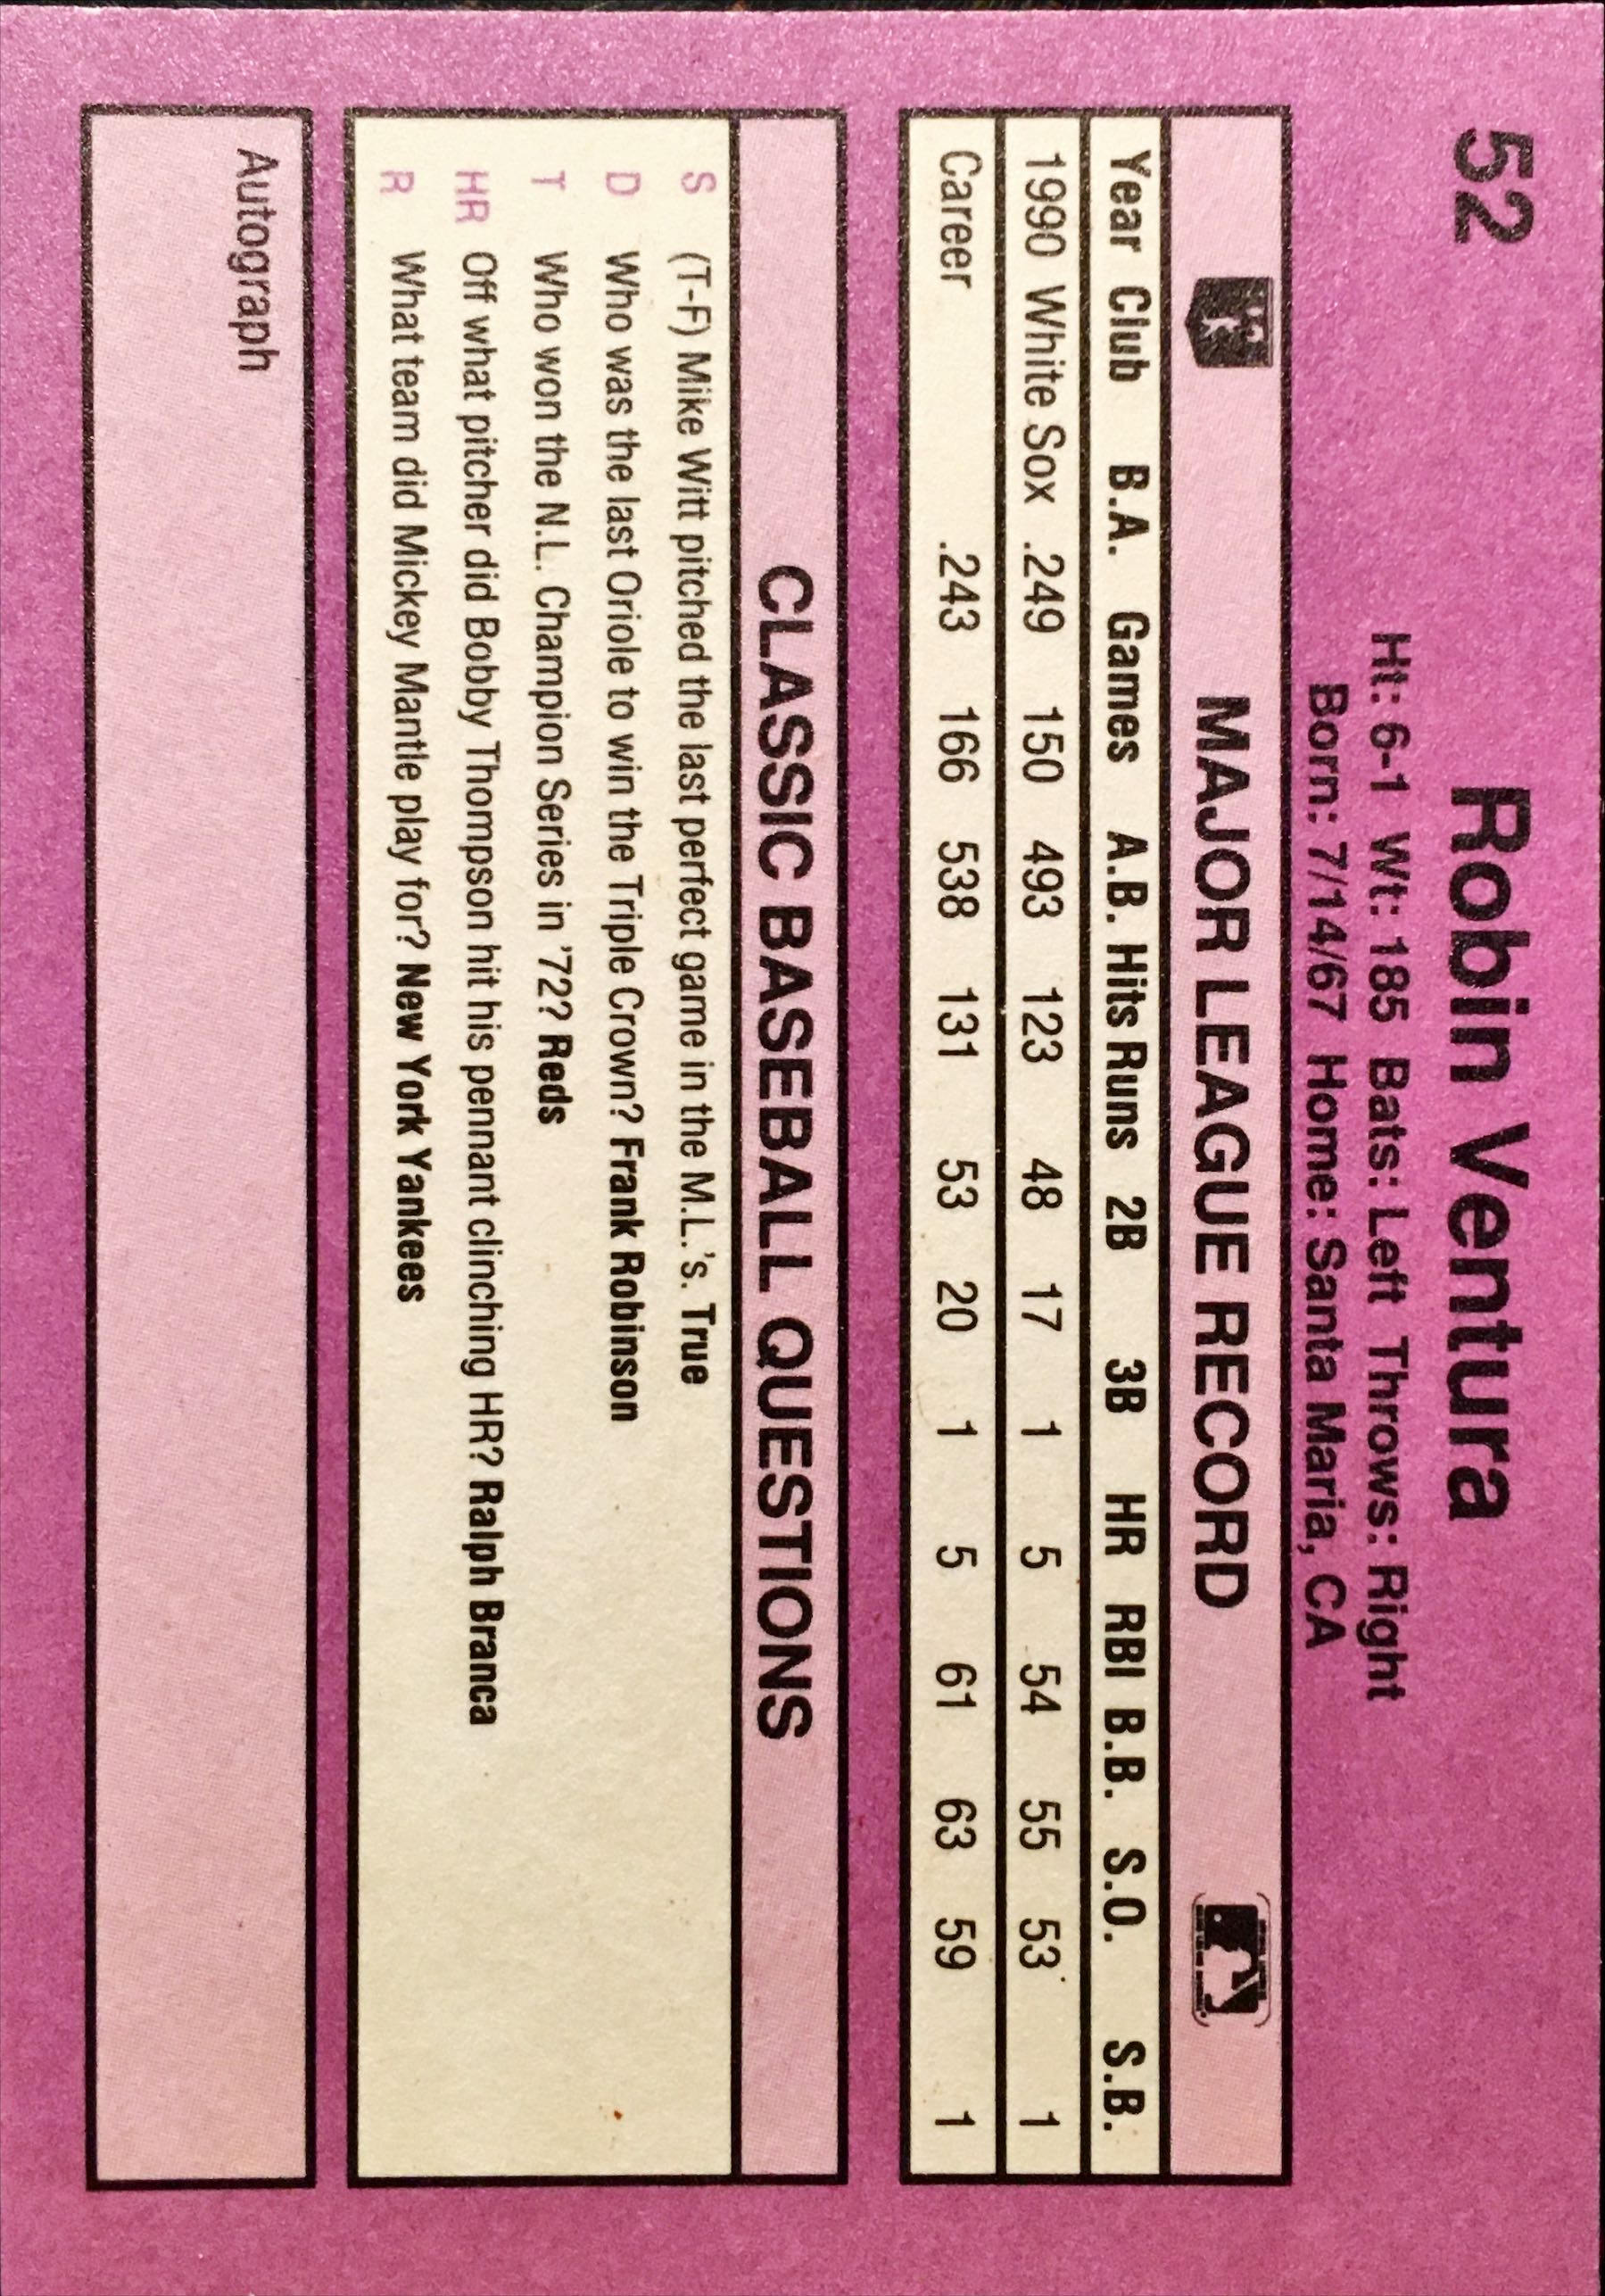 52 Robin Ventura
Ht: 6-1 Wt: 185 Bats: Left Throws: Right
Born: 7/14/67 Home: Santa Maria, CA
MAJOR LEAGUE RECORD
Year Club B.A. Games A.B. Hits Runs 2B 3B HR RBI B.B. S.O. S.B.
1990 White Sox .249 150 493 123 48 17 1 5 54 55 53 1
Career .243 166 538 131 53 20 1 5 61 63 59 1
CLASSIC BASEBALL QUESTIONS
S (T-F) Mike Witt pitched the last perfect game in the M.L.'s. True
D Who was the last Oriole to win the Triple Crown? Frank Robinson
T Who won the N.L. Champion Series in '72? Reds
HR Off what pitcher did Bobby Thompson hit his pennant clinching HR? Ralph Branca
R What team did Mickey Mantle play for? New York Yankees
Autograph